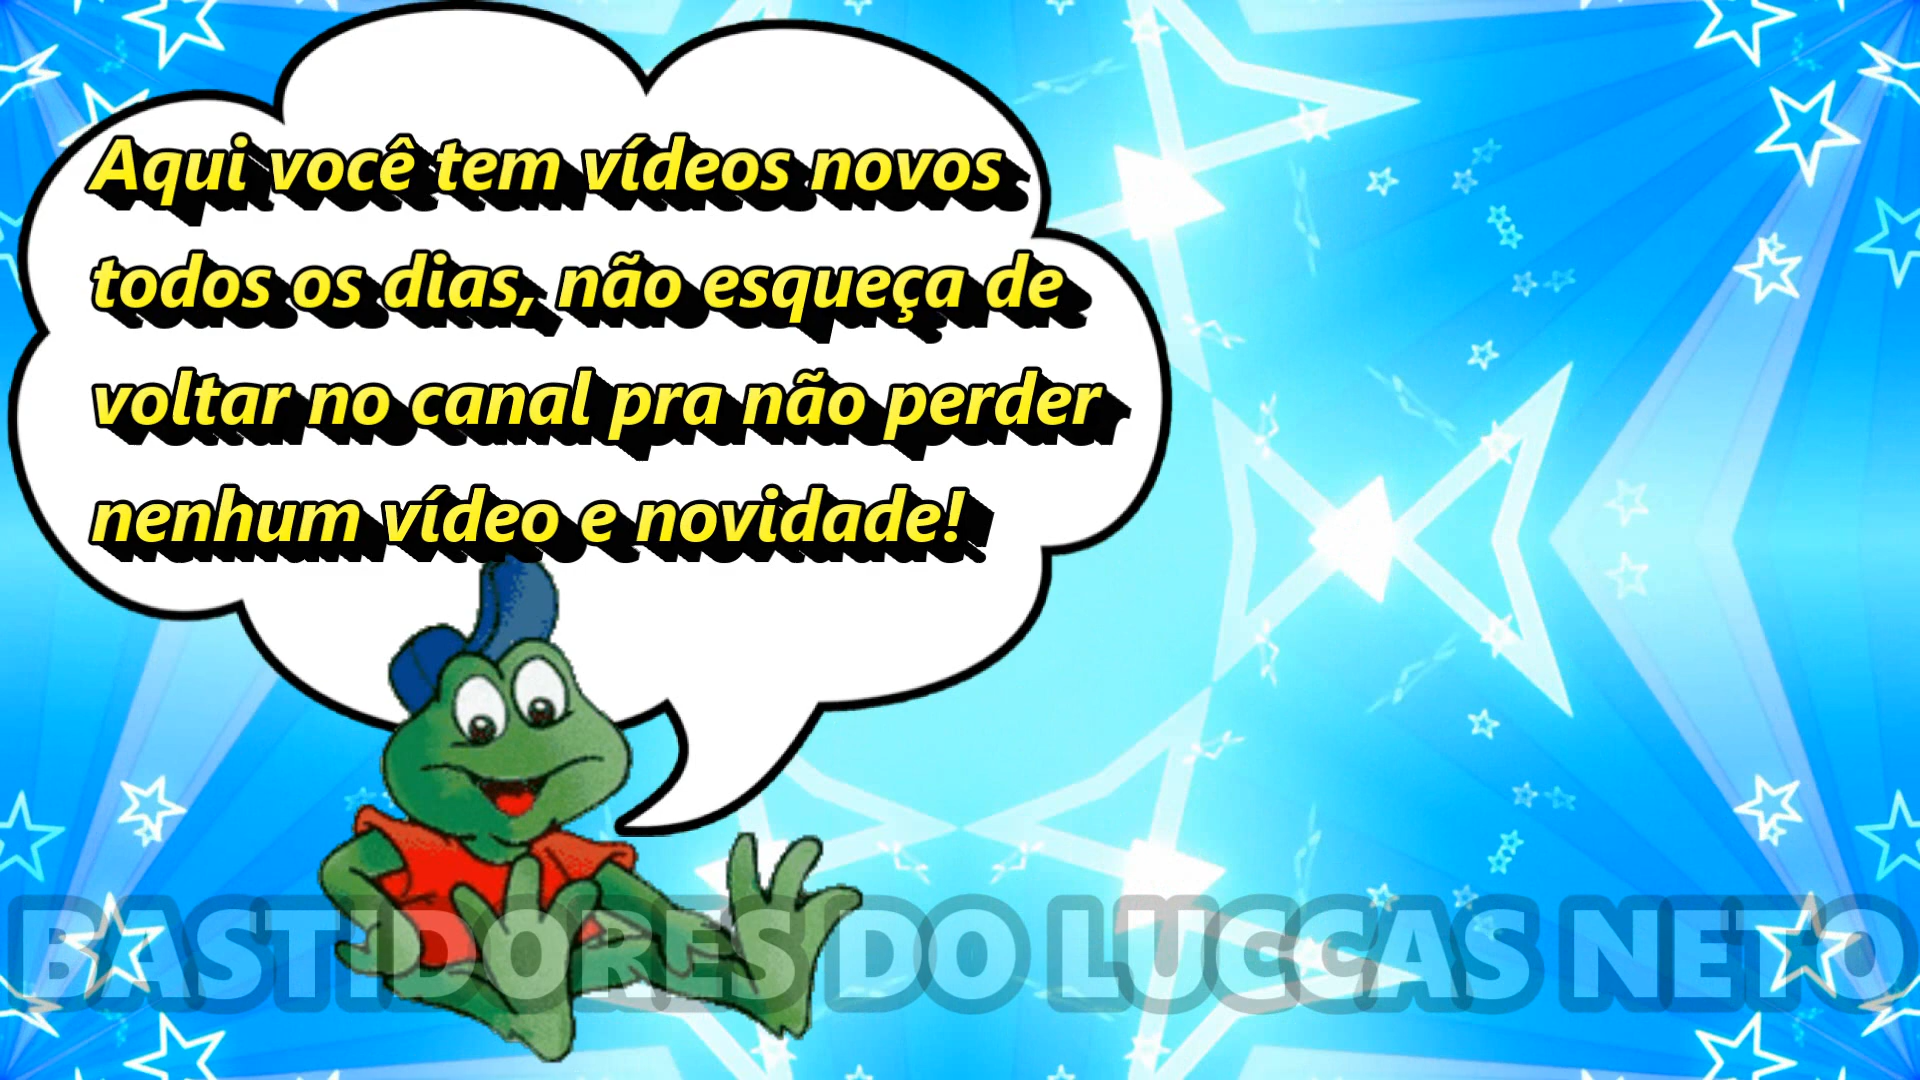 Aqui você tem vídeos novos
todos os dias, não esqueça de
voltar no canal pra não perder
nenhum vídeo e novidade!
BASTIDORES DO LUCCAS NETO